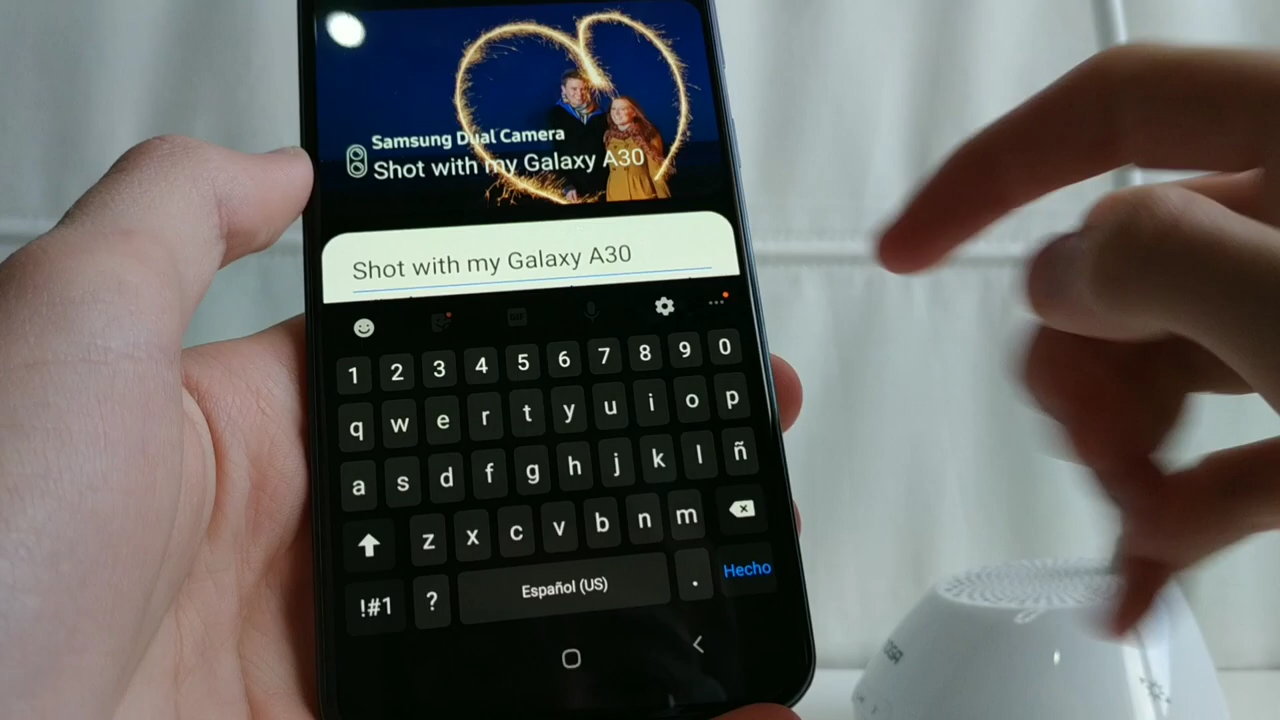 Samsung Dual Camera
Shot with my Galaxy A30
Shot with my Galaxy A30
GIF
1 2 3 4 5 6 7 8 9 0
q w e r t y u i o p
a s d f g h j k l ñ
z x c v b n m
!#1 ? Español (US) . Hecho